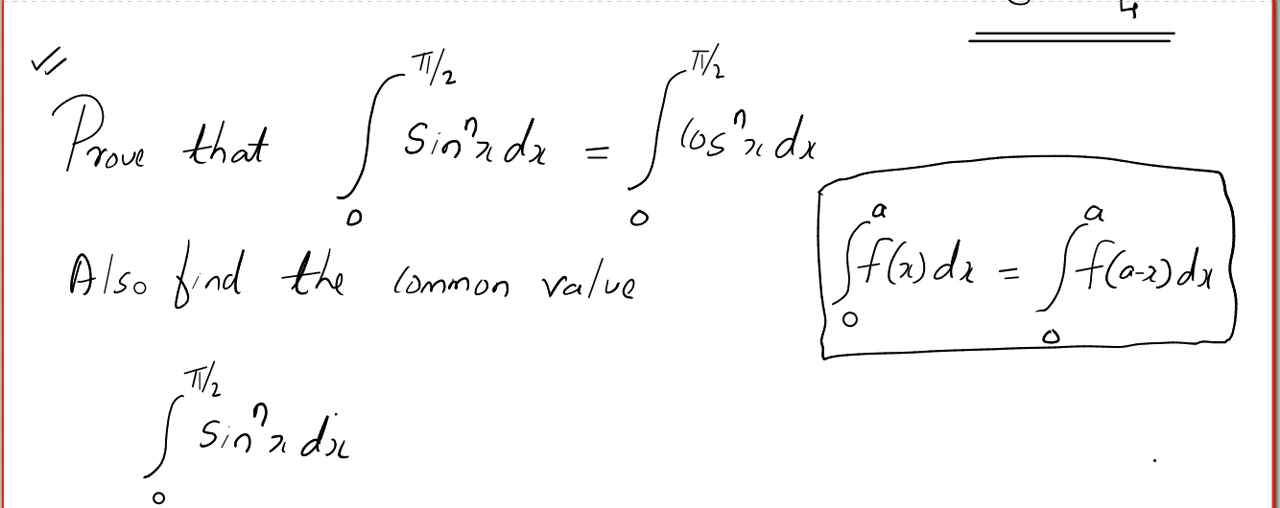 4
Prove that ∫₀^(π/2) Sinⁿx dx = ∫₀^(π/2) Cosⁿx dx
∫₀^a f(x) dx = ∫₀^a f(a-x) dx
Also find the common value
∫₀^(π/2) Sinⁿx dx